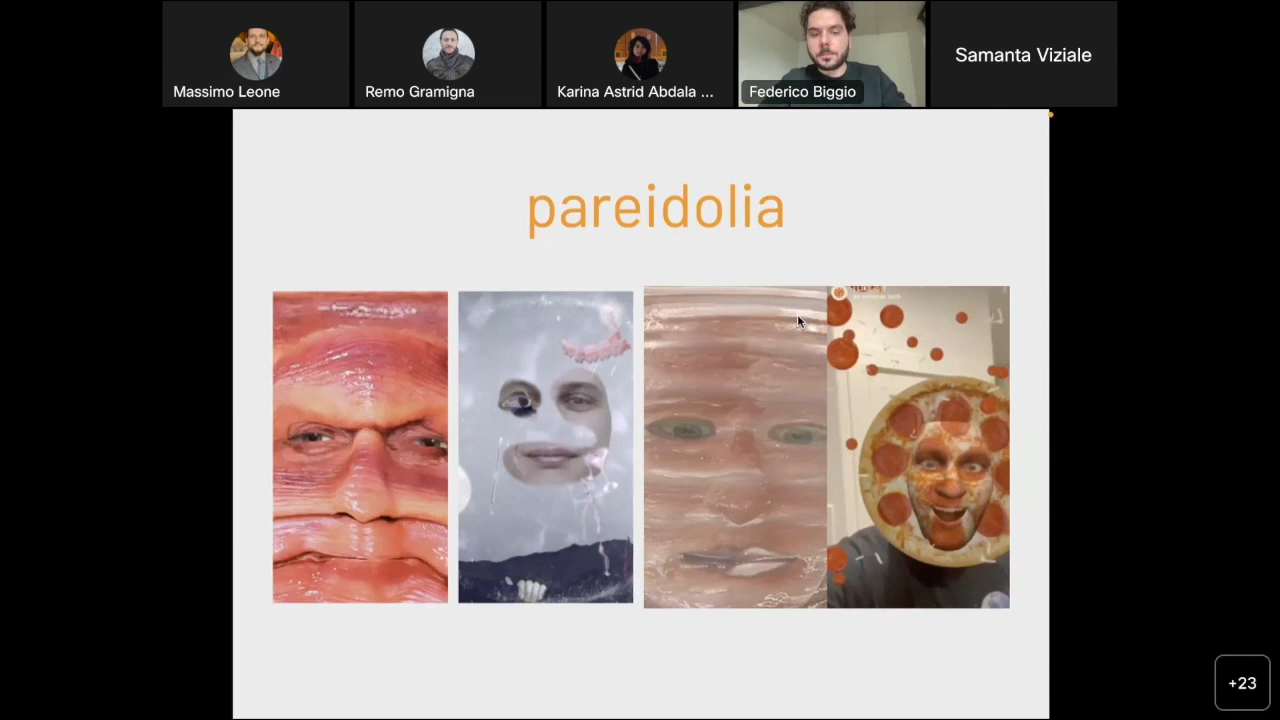 Massimo Leone
Remo Gramigna
Karina Astrid Abdala ...
Federico Biggio
Samanta Viziale
pareidolia
+23